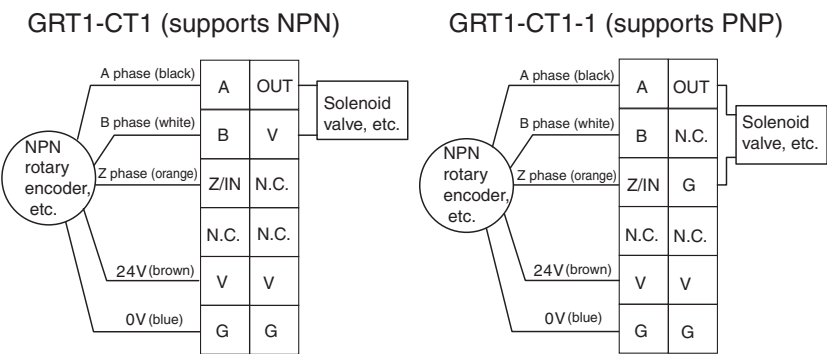 GRT1-CT1 (supports NPN)
A phase (black)
A
OUT
Solenoid
valve, etc.
B phase (white)
B
V
NPN
rotary
encoder,
etc.
Z phase (orange)
Z/IN
N.C.
N.C.
N.C.
24V (brown)
V
V
0V (blue)
G
G
GRT1-CT1-1 (supports PNP)
A phase (black)
A
OUT
Solenoid
valve, etc.
B phase (white)
B
N.C.
NPN
rotary
encoder,
etc.
Z phase (orange)
Z/IN
G
N.C.
N.C.
24V (brown)
V
V
0V (blue)
G
G